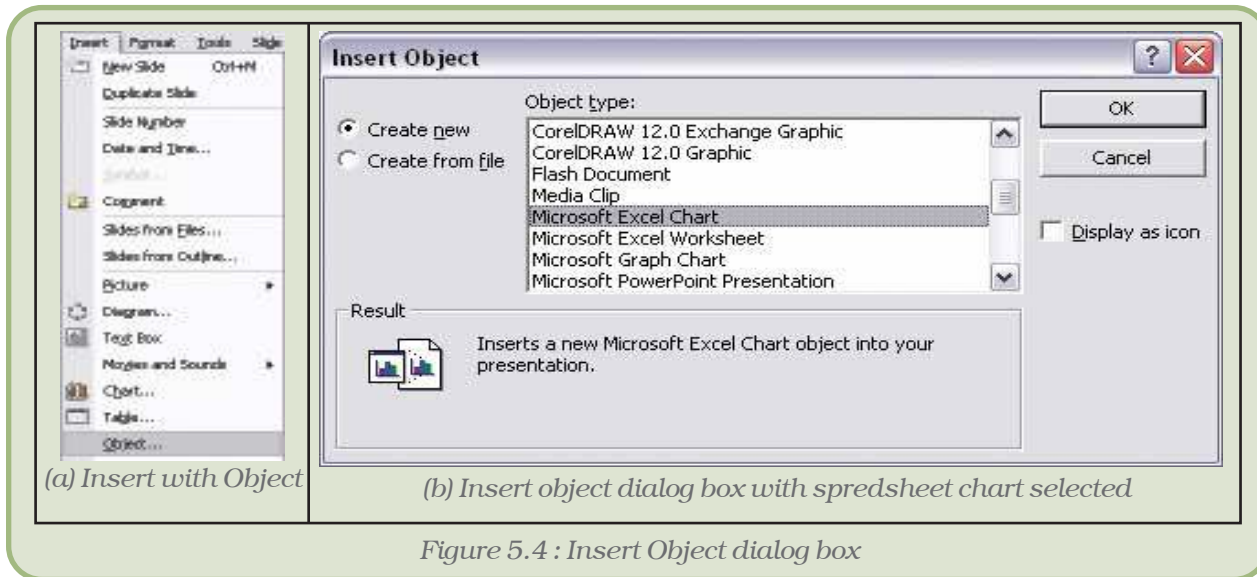 Insert Format Tools Slide
New Slide Ctrl+N
Duplicate Slide
Slide Number
Date and Time...
Symbol...
Comment
Slides from Files...
Slides from Outline...
Picture
Diagram...
Text Box
Movies and Sounds
Chart...
Table...
Object...
(a) Insert with Object
Insert Object
Create new
Create from file
Object type:
CorelDRAW 12.0 Exchange Graphic
CorelDRAW 12.0 Graphic
Flash Document
Media Clip
Microsoft Excel Chart
Microsoft Excel Worksheet
Microsoft Graph Chart
Microsoft PowerPoint Presentation
OK
Cancel
Display as icon
Result
Inserts a new Microsoft Excel Chart object into your
presentation.
(b) Insert object dialog box with spredsheet chart selected
Figure 5.4 : Insert Object dialog box